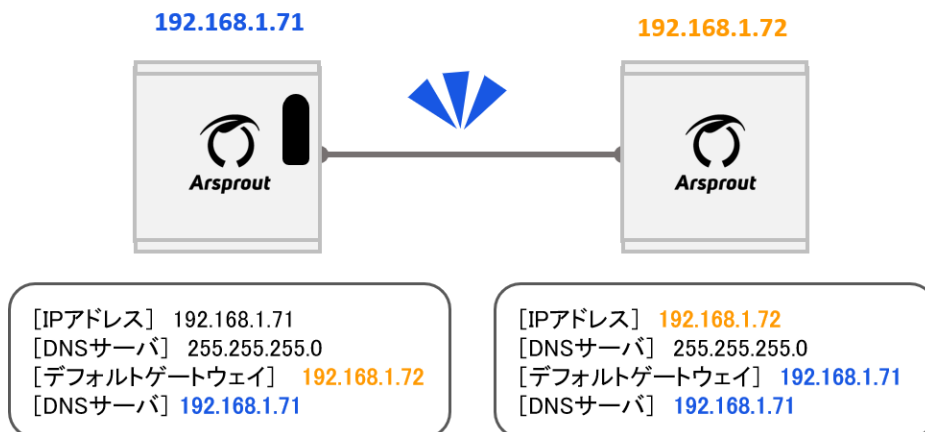 192.168.1.71
192.168.1.72
Arsprout
Arsprout
[IPアドレス] 192.168.1.71
[DNSサーバ] 255.255.255.0
[デフォルトゲートウェイ] 192.168.1.72
[DNSサーバ] 192.168.1.71
[IPアドレス] 192.168.1.72
[DNSサーバ] 255.255.255.0
[デフォルトゲートウェイ] 192.168.1.71
[DNSサーバ] 192.168.1.71